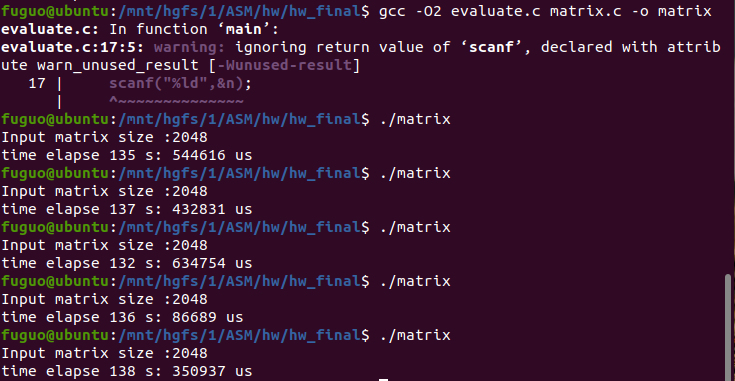 fuguo@ubuntu:/mnt/hgfs/1/ASM/hw/hw_final$ gcc -O2 evaluate.c matrix.c -o matrix
evaluate.c: In function ‘main’:
evaluate.c:17:5: warning: ignoring return value of ‘scanf’, declared with attrib
ute warn_unused_result [-Wunused-result]
   17 |     scanf("%ld",&n);
      |     ^~~~~~~~~~~~~~~
fuguo@ubuntu:/mnt/hgfs/1/ASM/hw/hw_final$ ./matrix
Input matrix size :2048
time elapse 135 s: 544616 us
fuguo@ubuntu:/mnt/hgfs/1/ASM/hw/hw_final$ ./matrix
Input matrix size :2048
time elapse 137 s: 432831 us
fuguo@ubuntu:/mnt/hgfs/1/ASM/hw/hw_final$ ./matrix
Input matrix size :2048
time elapse 132 s: 634754 us
fuguo@ubuntu:/mnt/hgfs/1/ASM/hw/hw_final$ ./matrix
Input matrix size :2048
time elapse 136 s: 86689 us
fuguo@ubuntu:/mnt/hgfs/1/ASM/hw/hw_final$ ./matrix
Input matrix size :2048
time elapse 138 s: 350937 us